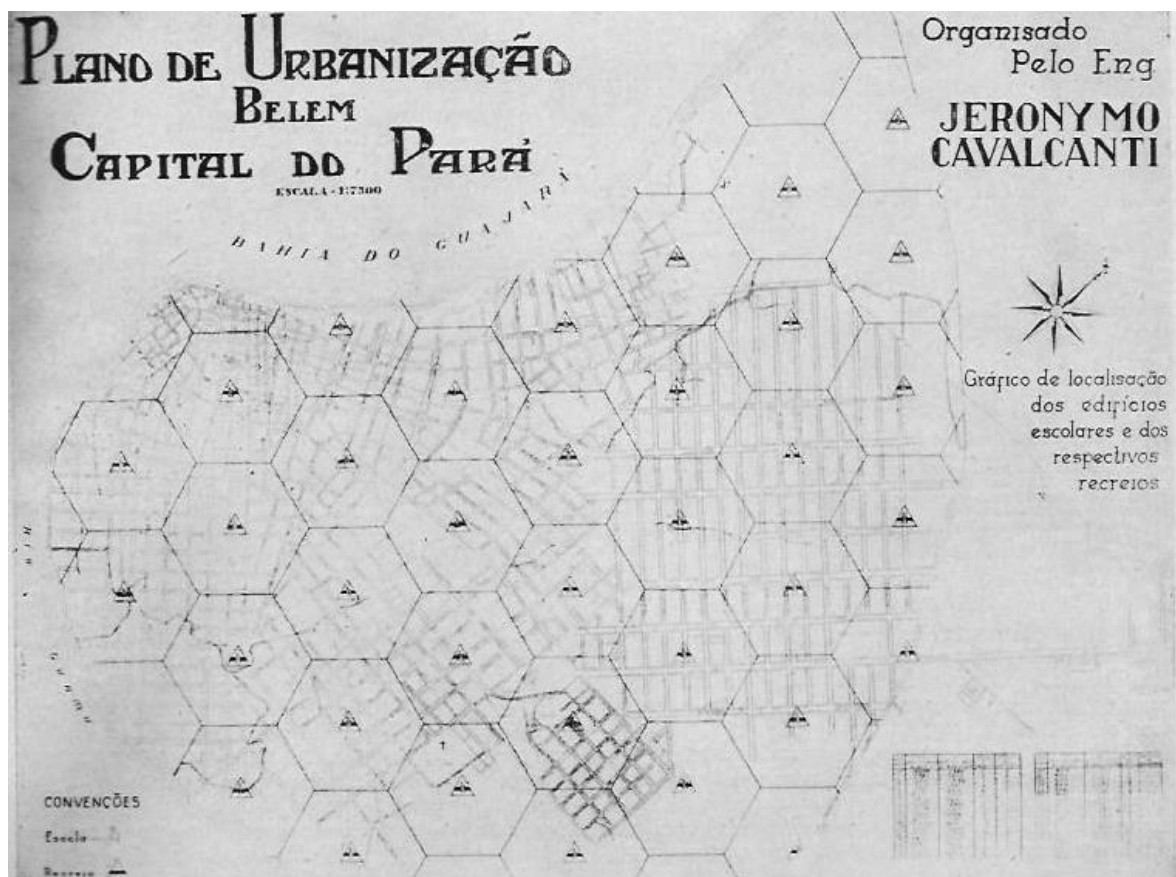 PLANO DE URBANIZAÇÃO
BELEM
CAPITAL DO PARÁ
ESCALA - 1:7500
BAHIA DO GUAJARÁ
Organisado
Pelo Eng
JERONYMO
CAVALCANTI
Gráfico de localisação
dos edifícios
escolares e dos
respectivos
recreios
Guamá
CONVENÇÕES
Escola
Recreio